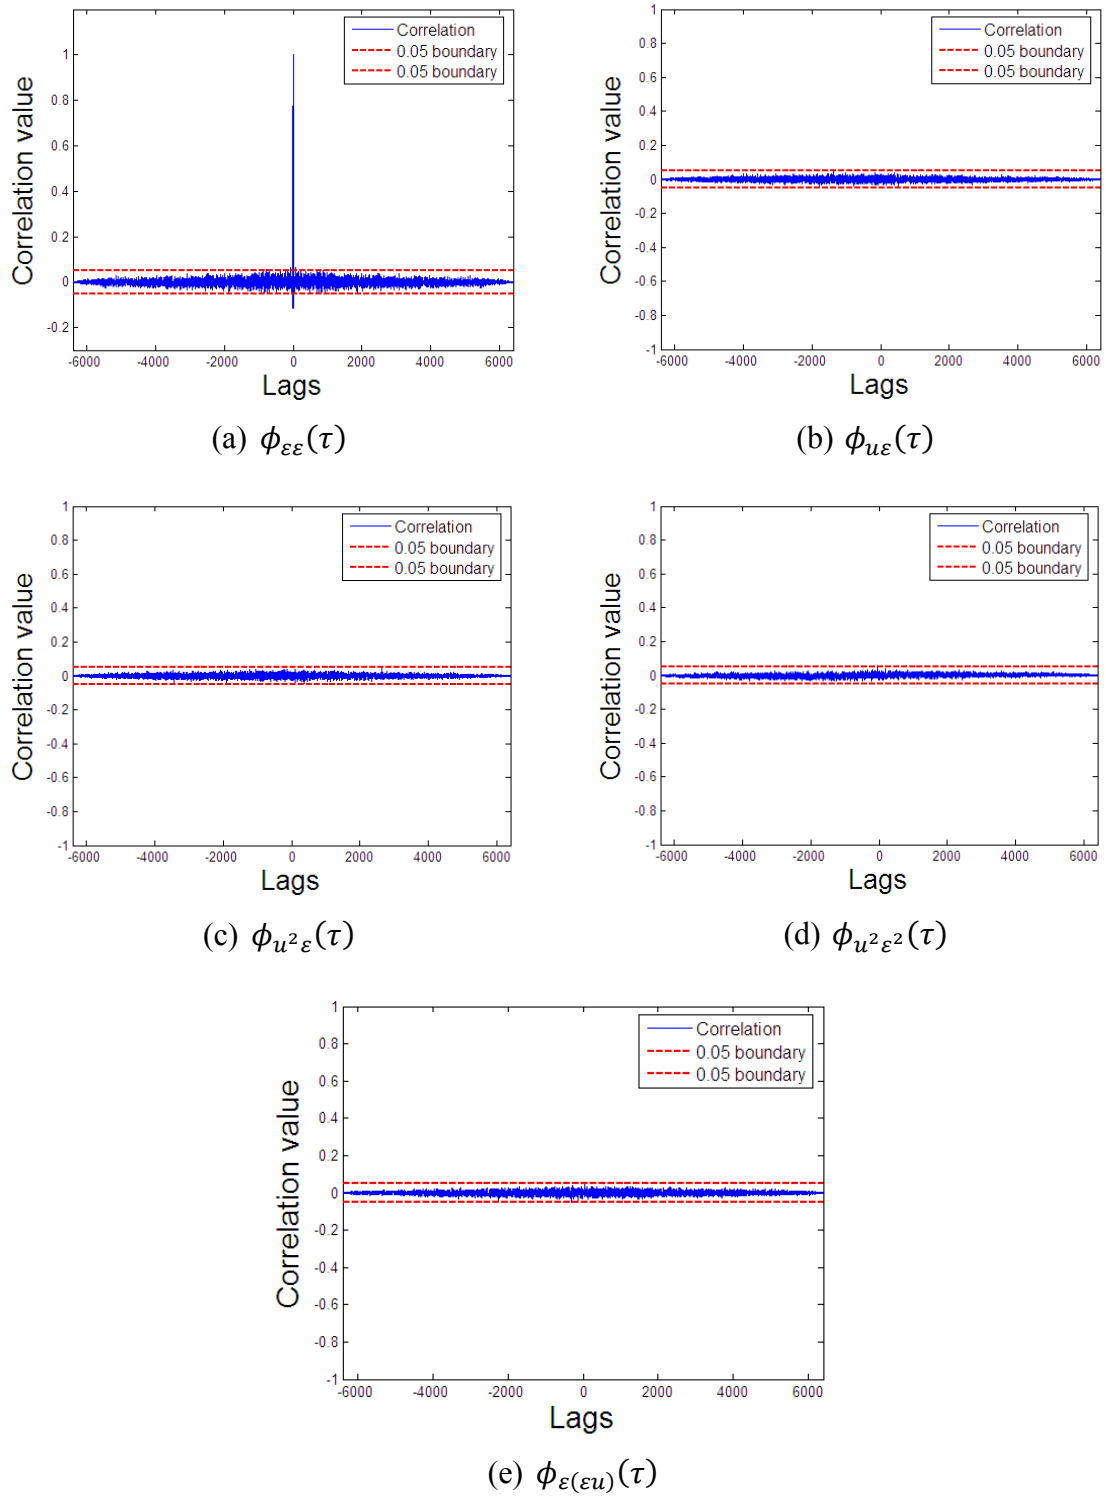 Correlation
0.05 boundary
0.05 boundary
1
0.8
0.6
0.4
0.2
0
-0.2
Correlation value
-6000 -4000 -2000 0 2000 4000 6000
Lags
(a) ϕεε(τ)
Correlation
0.05 boundary
0.05 boundary
1
0.8
0.6
0.4
0.2
0
-0.2
-0.4
-0.6
-0.8
-1
Correlation value
-6000 -4000 -2000 0 2000 4000 6000
Lags
(b) ϕuε(τ)
Correlation
0.05 boundary
0.05 boundary
1
0.8
0.6
0.4
0.2
0
-0.2
-0.4
-0.6
-0.8
-1
Correlation value
-6000 -4000 -2000 0 2000 4000 6000
Lags
(c) ϕu²ε(τ)
Correlation
0.05 boundary
0.05 boundary
1
0.8
0.6
0.4
0.2
0
-0.2
-0.4
-0.6
-0.8
-1
Correlation value
-6000 -4000 -2000 0 2000 4000 6000
Lags
(d) ϕu²ε²(τ)
Correlation
0.05 boundary
0.05 boundary
1
0.8
0.6
0.4
0.2
0
-0.2
-0.4
-0.6
-0.8
-1
Correlation value
-6000 -4000 -2000 0 2000 4000 6000
Lags
(e) ϕε(εu)(τ)